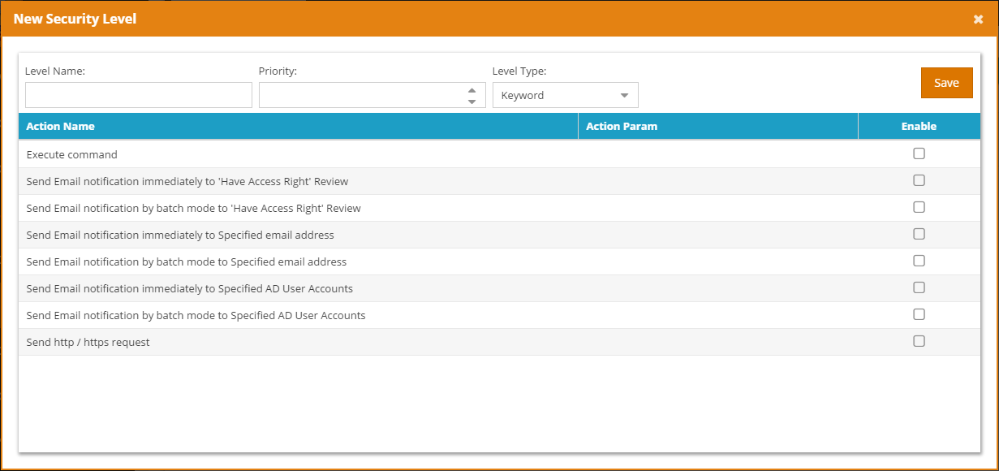 New Security Level
Level Name: Priority: Level Type:
Keyword
Save
Action Name Action Param Enable
Execute command
Send Email notification immediately to 'Have Access Right' Review
Send Email notification by batch mode to 'Have Access Right' Review
Send Email notification immediately to Specified email address
Send Email notification by batch mode to Specified email address
Send Email notification immediately to Specified AD User Accounts
Send Email notification by batch mode to Specified AD User Accounts
Send http / https request